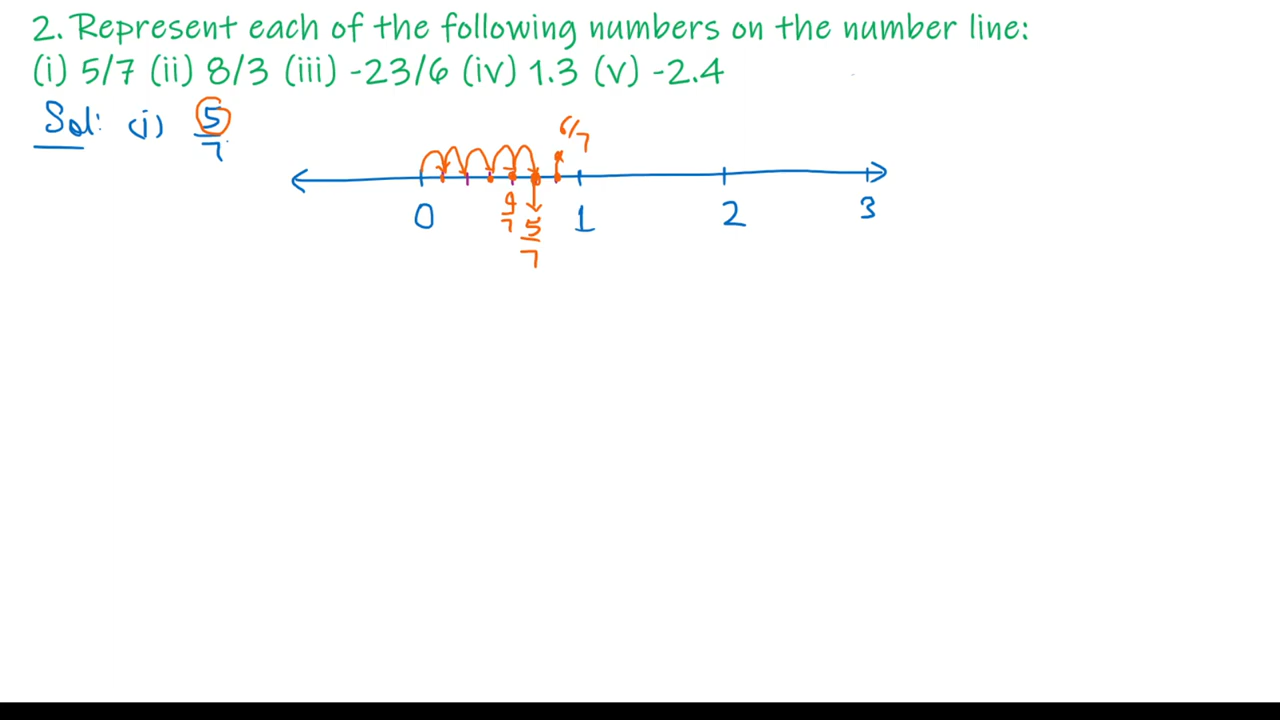 2. Represent each of the following numbers on the number line:
(i) 5/7 (ii) 8/3 (iii) -23/6 (iv) 1.3 (v) -2.4
Sol: (i) 5/7
6/7
0 4/7 5/7 1 2 3